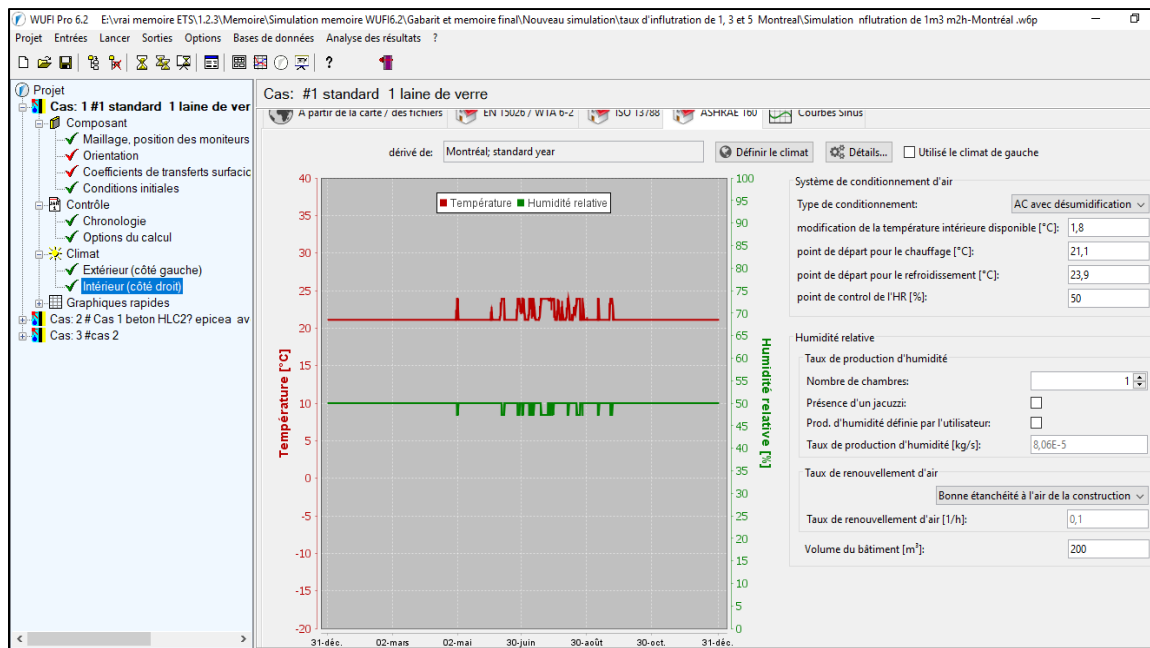 WUFI Pro 6.2 E:\vrai memoire ETS\1.2.3\Memoire\Simulation memoire WUFI6.2\Gabarit et memoire final\Nouveau simulation\taux d'influtration de 1, 3 et 5 Montreal\Simulation nflutration de 1m3 m2h-Montréal .w6p
Projet Entrées Lancer Sorties Options Bases de données Analyse des résultats ?
Projet
Cas: 1 #1 standard 1 laine de ver
Composant
Maillage, position des moniteurs
Orientation
Coefficients de transferts surfacic
Conditions initiales
Contrôle
Chronologie
Options du calcul
Climat
Extérieur (côté gauche)
Intérieur (côté droit)
Graphiques rapides
Cas: 2 # Cas 1 beton HLC2? epicea av
Cas: 3 #cas 2
Cas: #1 standard 1 laine de verre
A partir de la carte / des fichiers EN 15026 / WTA 6-2 ISO 13788 ASHRAE 160 Courbes Sinus
dérivé de: Montréal; standard year Définir le climat Détails... Utilisé le climat de gauche
Température Humidité relative
40
35
30
25
20
15
10
5
0
-5
-10
-15
-20
Température [°C]
100
95
90
85
80
75
70
65
60
55
50
45
40
35
30
25
20
15
10
5
0
Humidité relative [%]
31-déc. 02-mars 02-mai 30-juin 30-août 30-oct. 31-déc.
Système de conditionnement d'air
Type de conditionnement: AC avec désumidification
modification de la température intérieure disponible [°C]: 1,8
point de départ pour le chauffage [°C]: 21,1
point de départ pour le refroidissement [°C]: 23,9
point de control de l'HR [%]: 50
Humidité relative
Taux de production d'humidité
Nombre de chambres: 1
Présence d'un jacuzzi:
Prod. d'humidité définie par l'utilisateur:
Taux de production d'humidité [kg/s]: 8,06E-5
Taux de renouvellement d'air
Bonne étanchéité à l'air de la construction
Taux de renouvellement d'air [1/h]: 0,1
Volume du bâtiment [m³]: 200